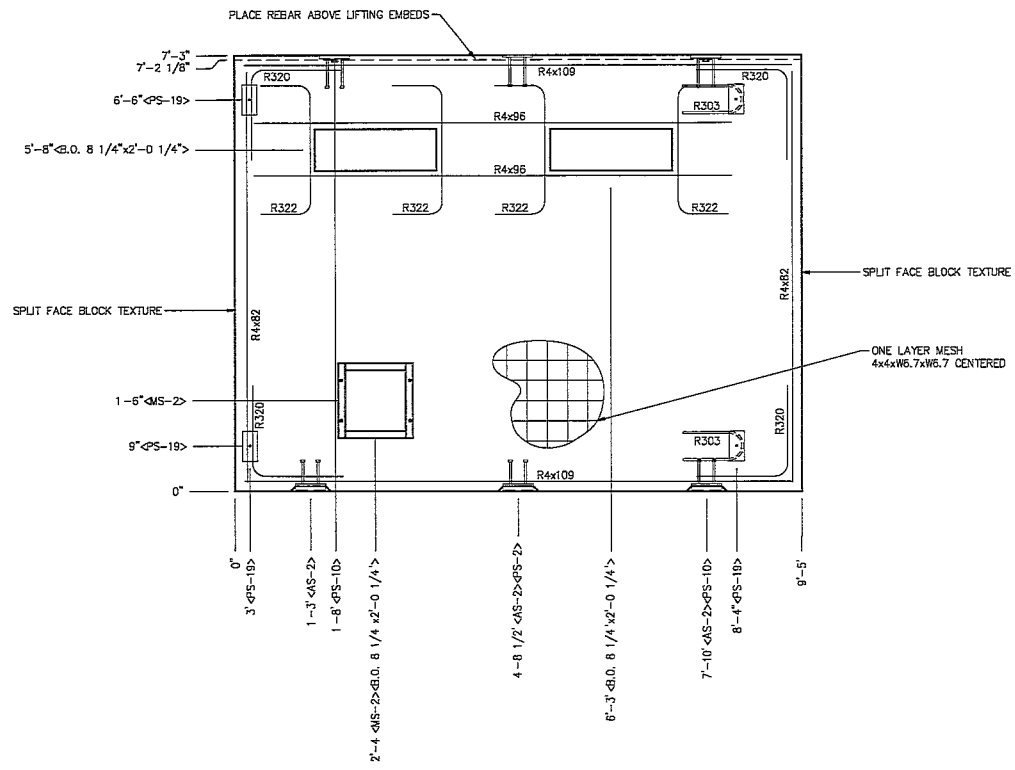 PLACE REBAR ABOVE LIFTING EMBEDS
7'-3"
7'-2 1/8"
R320
R4x109
R320
6'-6"<PS-19>
R303
R4x96
5'-8"<B.O. 8 1/4"x2'-0 1/4">
R4x96
R322
R322
R322
R322
SPLIT FACE BLOCK TEXTURE
R4x82
SPLIT FACE BLOCK TEXTURE
R4x82
ONE LAYER MESH
4x4xW6.7xW6.7 CENTERED
1-6"<MS-2>
R320
R320
9"<PS-19>
R303
R4x109
0"
0"
3'<PS-19>
1-3'<AS-2>
1-8'<PS-10>
2'-4<MS-2><B.O. 8 1/4 x2'-0 1/4'>
4-8 1/2'<AS-2><PS-2>
6'-3'<B.O. 8 1/4'x2'-0 1/4'>
7'-10'<AS-2><PS-10>
8'-4"<PS-19>
9'-5'